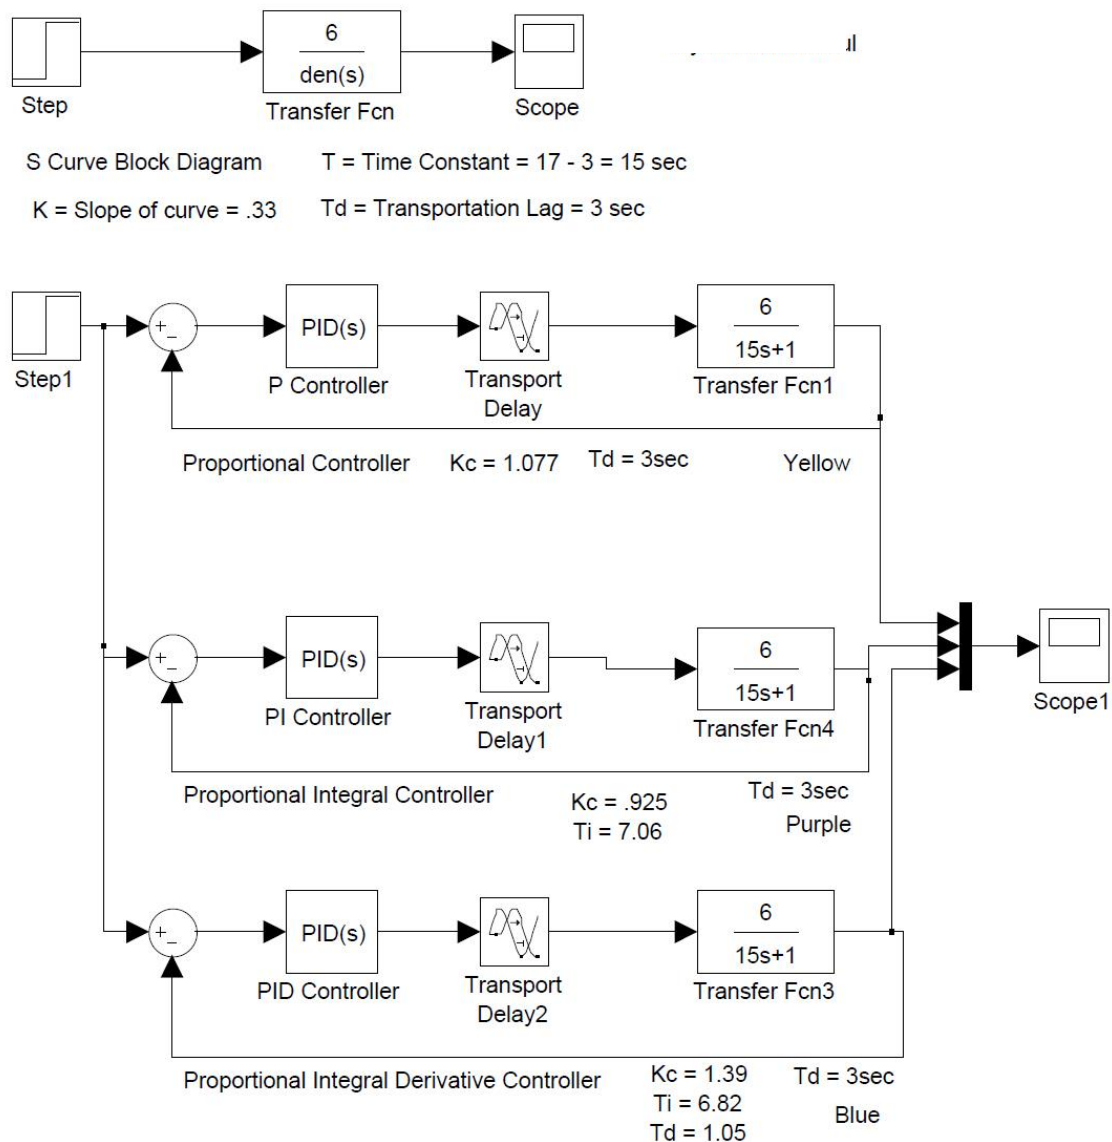 6
den(s)
Step
Transfer Fcn
Scope
S Curve Block Diagram
T = Time Constant = 17 - 3 = 15 sec
K = Slope of curve = .33
Td = Transportation Lag = 3 sec
Step1
+
−
PID(s)
P Controller
Transport
Delay
6
15s+1
Transfer Fcn1
Proportional Controller
Kc = 1.077
Td = 3sec
Yellow
+
−
PID(s)
PI Controller
Transport
Delay1
6
15s+1
Transfer Fcn4
Scope1
Proportional Integral Controller
Kc = .925
Ti = 7.06
Td = 3sec
Purple
+
−
PID(s)
PID Controller
Transport
Delay2
6
15s+1
Transfer Fcn3
Proportional Integral Derivative Controller
Kc = 1.39
Ti = 6.82
Td = 1.05
Td = 3sec
Blue